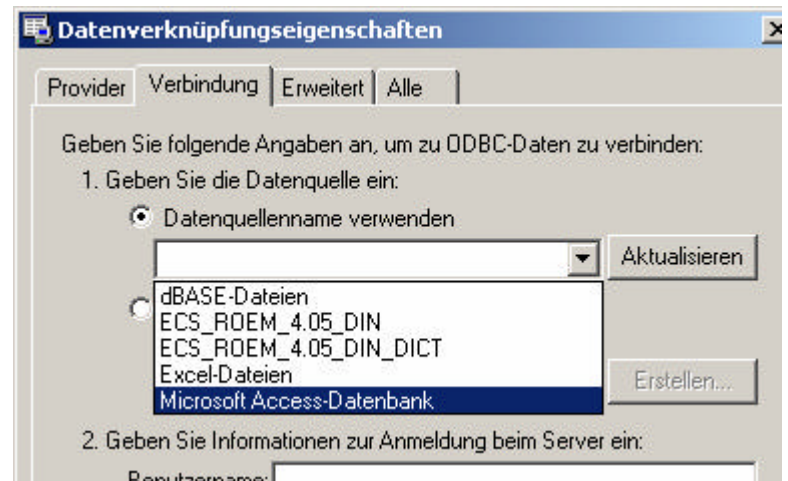 Datenverknüpfungseigenschaften
Provider Verbindung Erweitert Alle
Geben Sie folgende Angaben an, um zu ODBC-Daten zu verbinden:
1. Geben Sie die Datenquelle ein:
Datenquellenname verwenden
Aktualisieren
dBASE-Dateien
ECS_ROEM_4.05_DIN
ECS_ROEM_4.05_DIN_DICT
Excel-Dateien
Erstellen...
Microsoft Access-Datenbank
2. Geben Sie Informationen zur Anmeldung beim Server ein:
Benutzername: